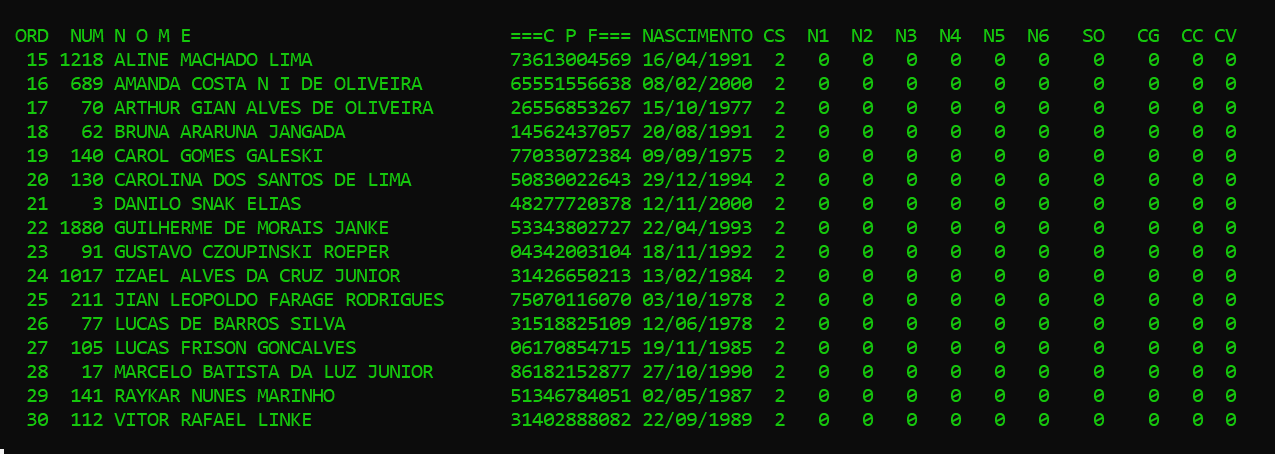 ORD NUM N O M E ===C P F=== NASCIMENTO CS N1 N2 N3 N4 N5 N6 SO CG CC CV
15 1218 ALINE MACHADO LIMA 73613004569 16/04/1991 2 0 0 0 0 0 0 0 0 0 0
16 689 AMANDA COSTA N I DE OLIVEIRA 65551556638 08/02/2000 2 0 0 0 0 0 0 0 0 0 0
17 70 ARTHUR GIAN ALVES DE OLIVEIRA 26556853267 15/10/1977 2 0 0 0 0 0 0 0 0 0 0
18 62 BRUNA ARARUNA JANGADA 14562437057 20/08/1991 2 0 0 0 0 0 0 0 0 0 0
19 140 CAROL GOMES GALESKI 77033072384 09/09/1975 2 0 0 0 0 0 0 0 0 0 0
20 130 CAROLINA DOS SANTOS DE LIMA 50830022643 29/12/1994 2 0 0 0 0 0 0 0 0 0 0
21 3 DANILO SNAK ELIAS 48277720378 12/11/2000 2 0 0 0 0 0 0 0 0 0 0
22 1880 GUILHERME DE MORAIS JANKE 53343802727 22/04/1993 2 0 0 0 0 0 0 0 0 0 0
23 91 GUSTAVO CZOUPINSKI ROEPER 04342003104 18/11/1992 2 0 0 0 0 0 0 0 0 0 0
24 1017 IZAEL ALVES DA CRUZ JUNIOR 31426650213 13/02/1984 2 0 0 0 0 0 0 0 0 0 0
25 211 JIAN LEOPOLDO FARAGE RODRIGUES 75070116070 03/10/1978 2 0 0 0 0 0 0 0 0 0 0
26 77 LUCAS DE BARROS SILVA 31518825109 12/06/1978 2 0 0 0 0 0 0 0 0 0 0
27 105 LUCAS FRISON GONCALVES 06170854715 19/11/1985 2 0 0 0 0 0 0 0 0 0 0
28 17 MARCELO BATISTA DA LUZ JUNIOR 86182152877 27/10/1990 2 0 0 0 0 0 0 0 0 0 0
29 141 RAYKAR NUNES MARINHO 51346784051 02/05/1987 2 0 0 0 0 0 0 0 0 0 0
30 112 VITOR RAFAEL LINKE 31402888082 22/09/1989 2 0 0 0 0 0 0 0 0 0 0